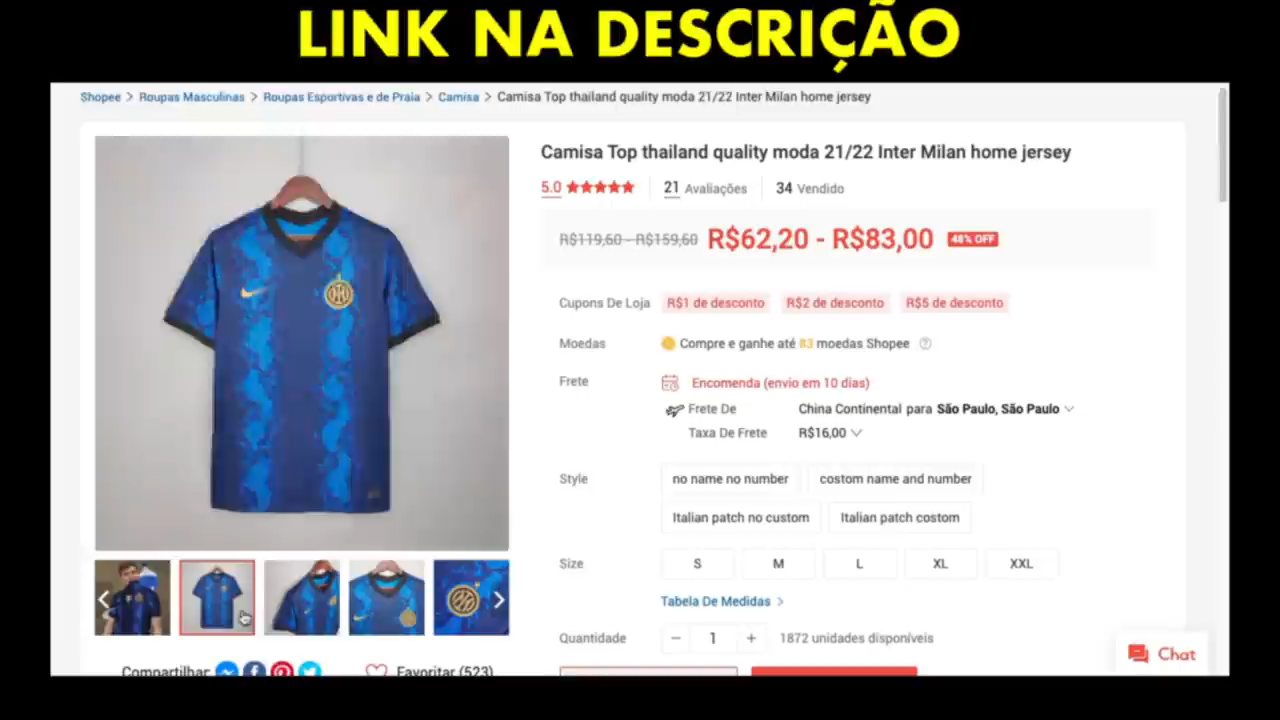 LINK NA DESCRIÇÃO
Shopee > Roupas Masculinas > Roupas Esportivas e de Praia > Camisa > Camisa Top thailand quality moda 21/22 Inter Milan home jersey
Camisa Top thailand quality moda 21/22 Inter Milan home jersey
5.0 21 Avaliações 34 Vendido
R$119,60 - R$159,60 R$62,20 - R$83,00 48% OFF
Cupons De Loja R$1 de desconto R$2 de desconto R$5 de desconto
Moedas Compre e ganhe até 83 moedas Shopee
Frete Encomenda (envio em 10 dias)
Frete De China Continental para São Paulo, São Paulo
Taxa De Frete R$16,00
Style no name no number costom name and number
Italian patch no custom Italian patch costom
Size S M L XL XXL
Tabela De Medidas >
Quantidade − 1 + 1872 unidades disponíveis
Chat
Compartilhar: Favoritar (523)